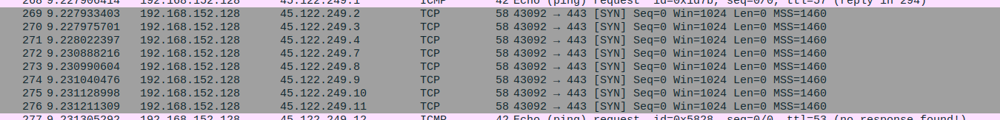 268 9.227906414 192.168.152.128 45.122.249.1 ICMP 42 Echo (ping) request id=0x1d7b, seq=0/0, ttl=57 (reply in 294)
269 9.227933403 192.168.152.128 45.122.249.2 TCP 58 43092 → 443 [SYN] Seq=0 Win=1024 Len=0 MSS=1460
270 9.227975701 192.168.152.128 45.122.249.3 TCP 58 43092 → 443 [SYN] Seq=0 Win=1024 Len=0 MSS=1460
271 9.228022397 192.168.152.128 45.122.249.4 TCP 58 43092 → 443 [SYN] Seq=0 Win=1024 Len=0 MSS=1460
272 9.230888216 192.168.152.128 45.122.249.7 TCP 58 43092 → 443 [SYN] Seq=0 Win=1024 Len=0 MSS=1460
273 9.230990604 192.168.152.128 45.122.249.8 TCP 58 43092 → 443 [SYN] Seq=0 Win=1024 Len=0 MSS=1460
274 9.231040476 192.168.152.128 45.122.249.9 TCP 58 43092 → 443 [SYN] Seq=0 Win=1024 Len=0 MSS=1460
275 9.231128998 192.168.152.128 45.122.249.10 TCP 58 43092 → 443 [SYN] Seq=0 Win=1024 Len=0 MSS=1460
276 9.231211309 192.168.152.128 45.122.249.11 TCP 58 43092 → 443 [SYN] Seq=0 Win=1024 Len=0 MSS=1460
277 9.231305292 192.168.152.128 45.122.249.12 ICMP 42 Echo (ping) request id=0x5828, seq=0/0, ttl=53 (no response found!)